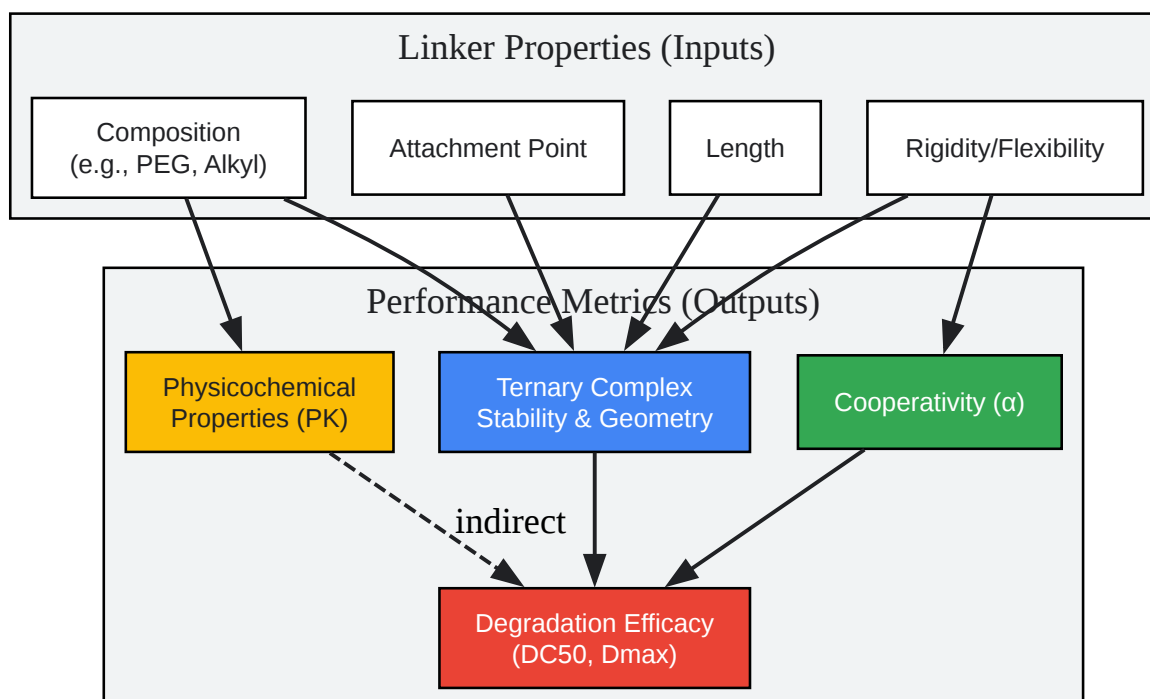 Linker Properties (Inputs)
Composition
(e.g., PEG, Alkyl)
Attachment Point
Length
Rigidity/Flexibility
Performance Metrics (Outputs)
Physicochemical
Properties (PK)
Ternary Complex
Stability & Geometry
Cooperativity (α)
indirect
Degradation Efficacy
(DC50, Dmax)